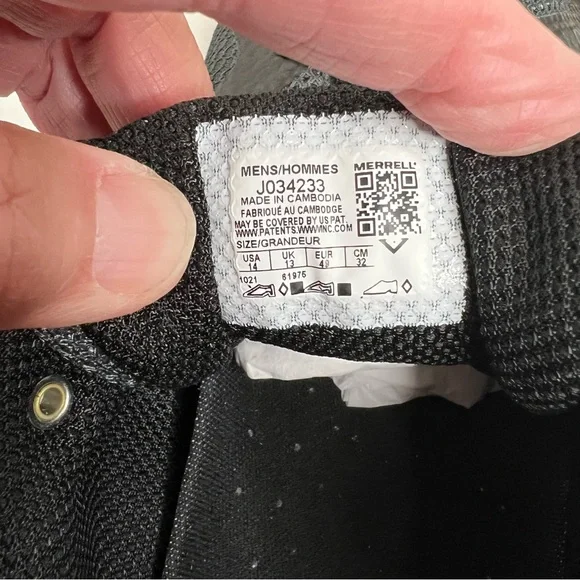 MENS/HOMMES MERRELL
J034233
MADE IN CAMBODIA
FABRIQUÉ AU CAMBODGE
MAY BE COVERED BY US PAT.
WWW.PATENTS.WWWINC.COM
SIZE/GRANDEUR
USA UK EUR CM
14 13 49 32
1021 61975